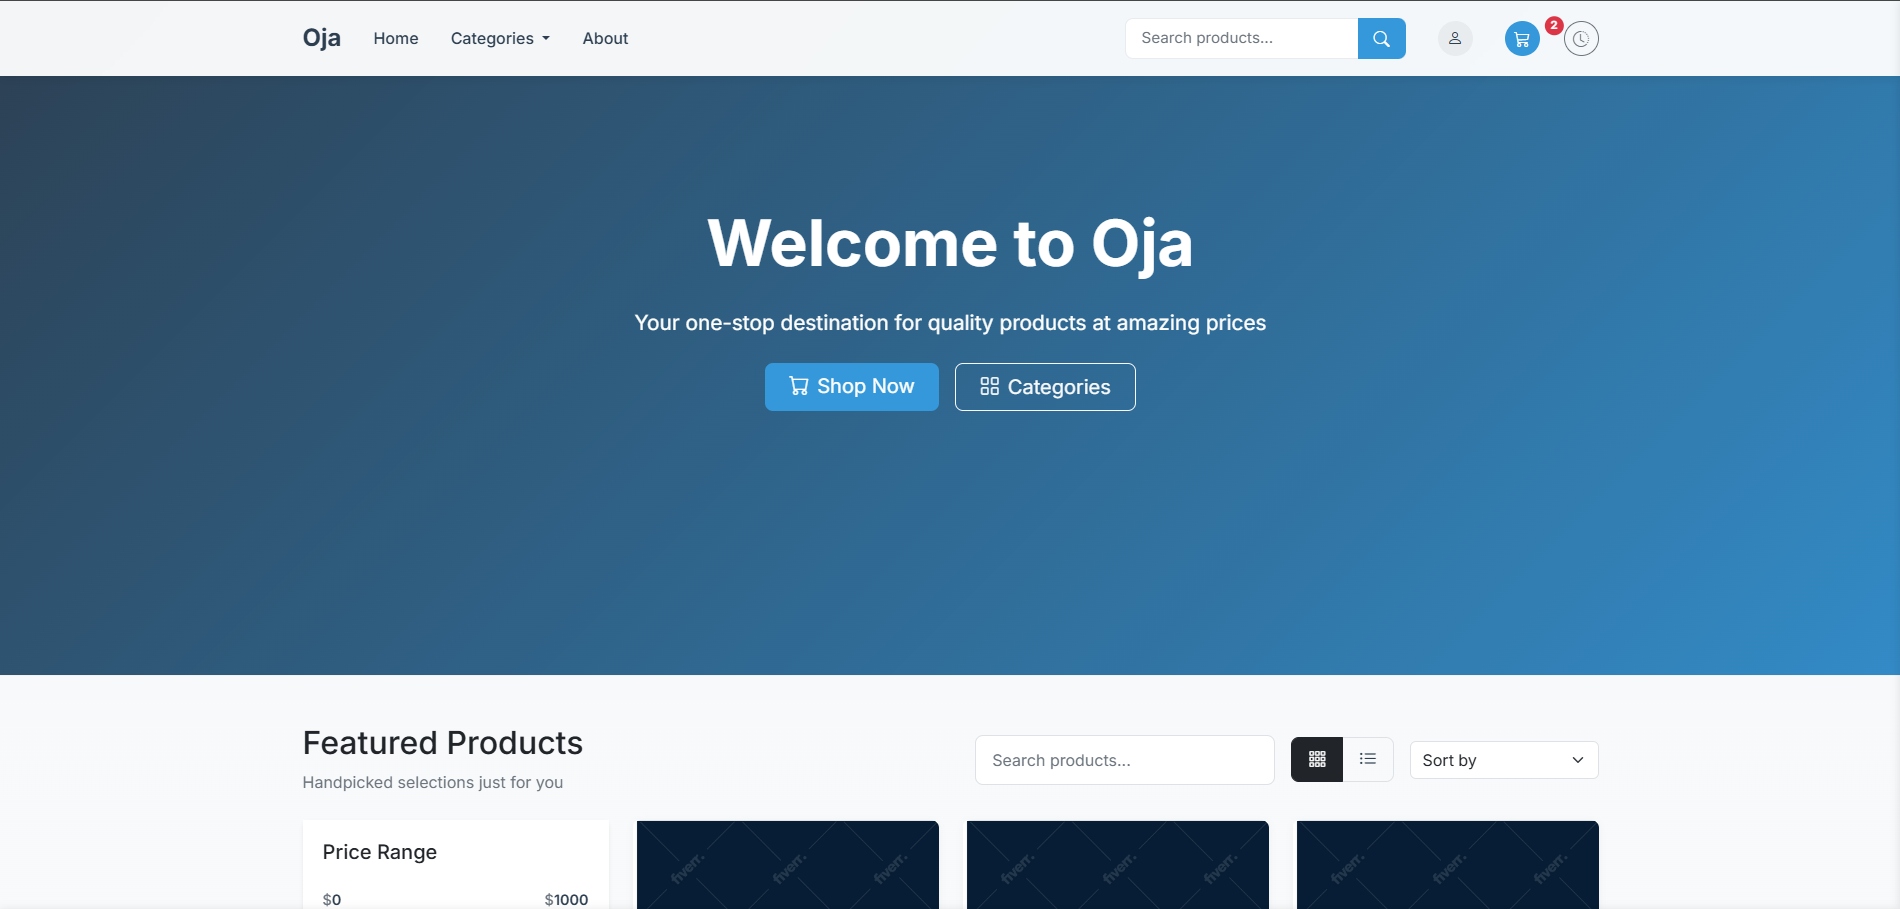 Oja Home Categories About Search products... 2
Welcome to Oja
Your one-stop destination for quality products at amazing prices
Shop Now Categories
Featured Products
Handpicked selections just for you
Search products... Sort by
Price Range
$0 $1000
fiverr. fiverr. fiverr. fiverr. fiverr. fiverr. fiverr. fiverr. fiverr.